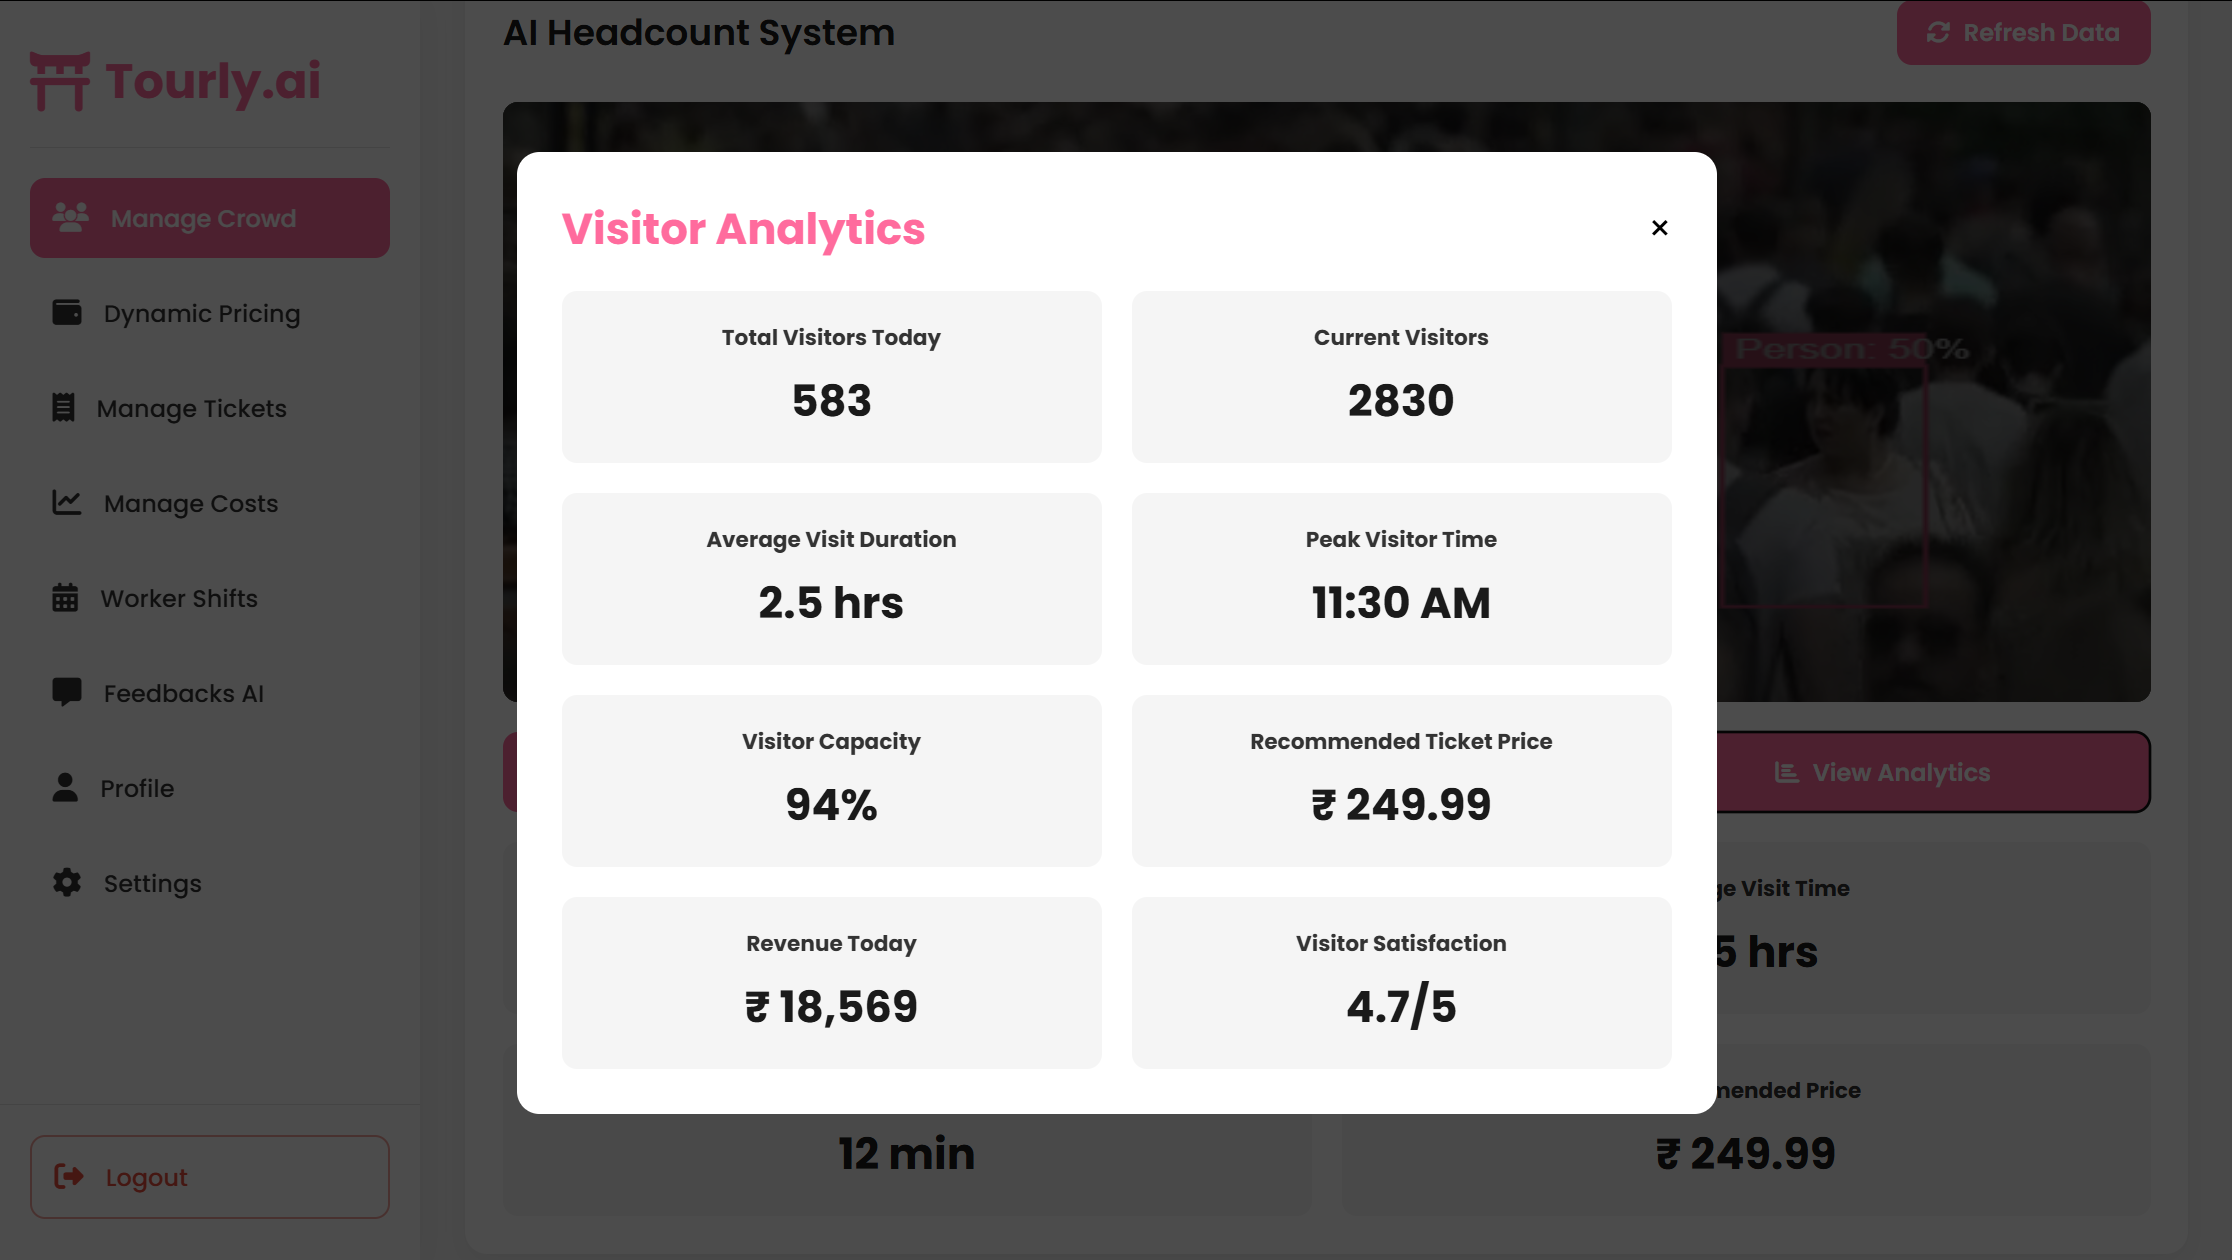 Tourly.ai
Manage Crowd
Dynamic Pricing
Manage Tickets
Manage Costs
Worker Shifts
Feedbacks AI
Profile
Settings
Logout
AI Headcount System
Refresh Data
Person: 50%
Visitor Analytics
×
Total Visitors Today
583
Current Visitors
2830
Average Visit Duration
2.5 hrs
Peak Visitor Time
11:30 AM
Visitor Capacity
94%
Recommended Ticket Price
₹ 249.99
Revenue Today
₹ 18,569
Visitor Satisfaction
4.7/5
View Analytics
ge Visit Time
5 hrs
mended Price
12 min
₹ 249.99